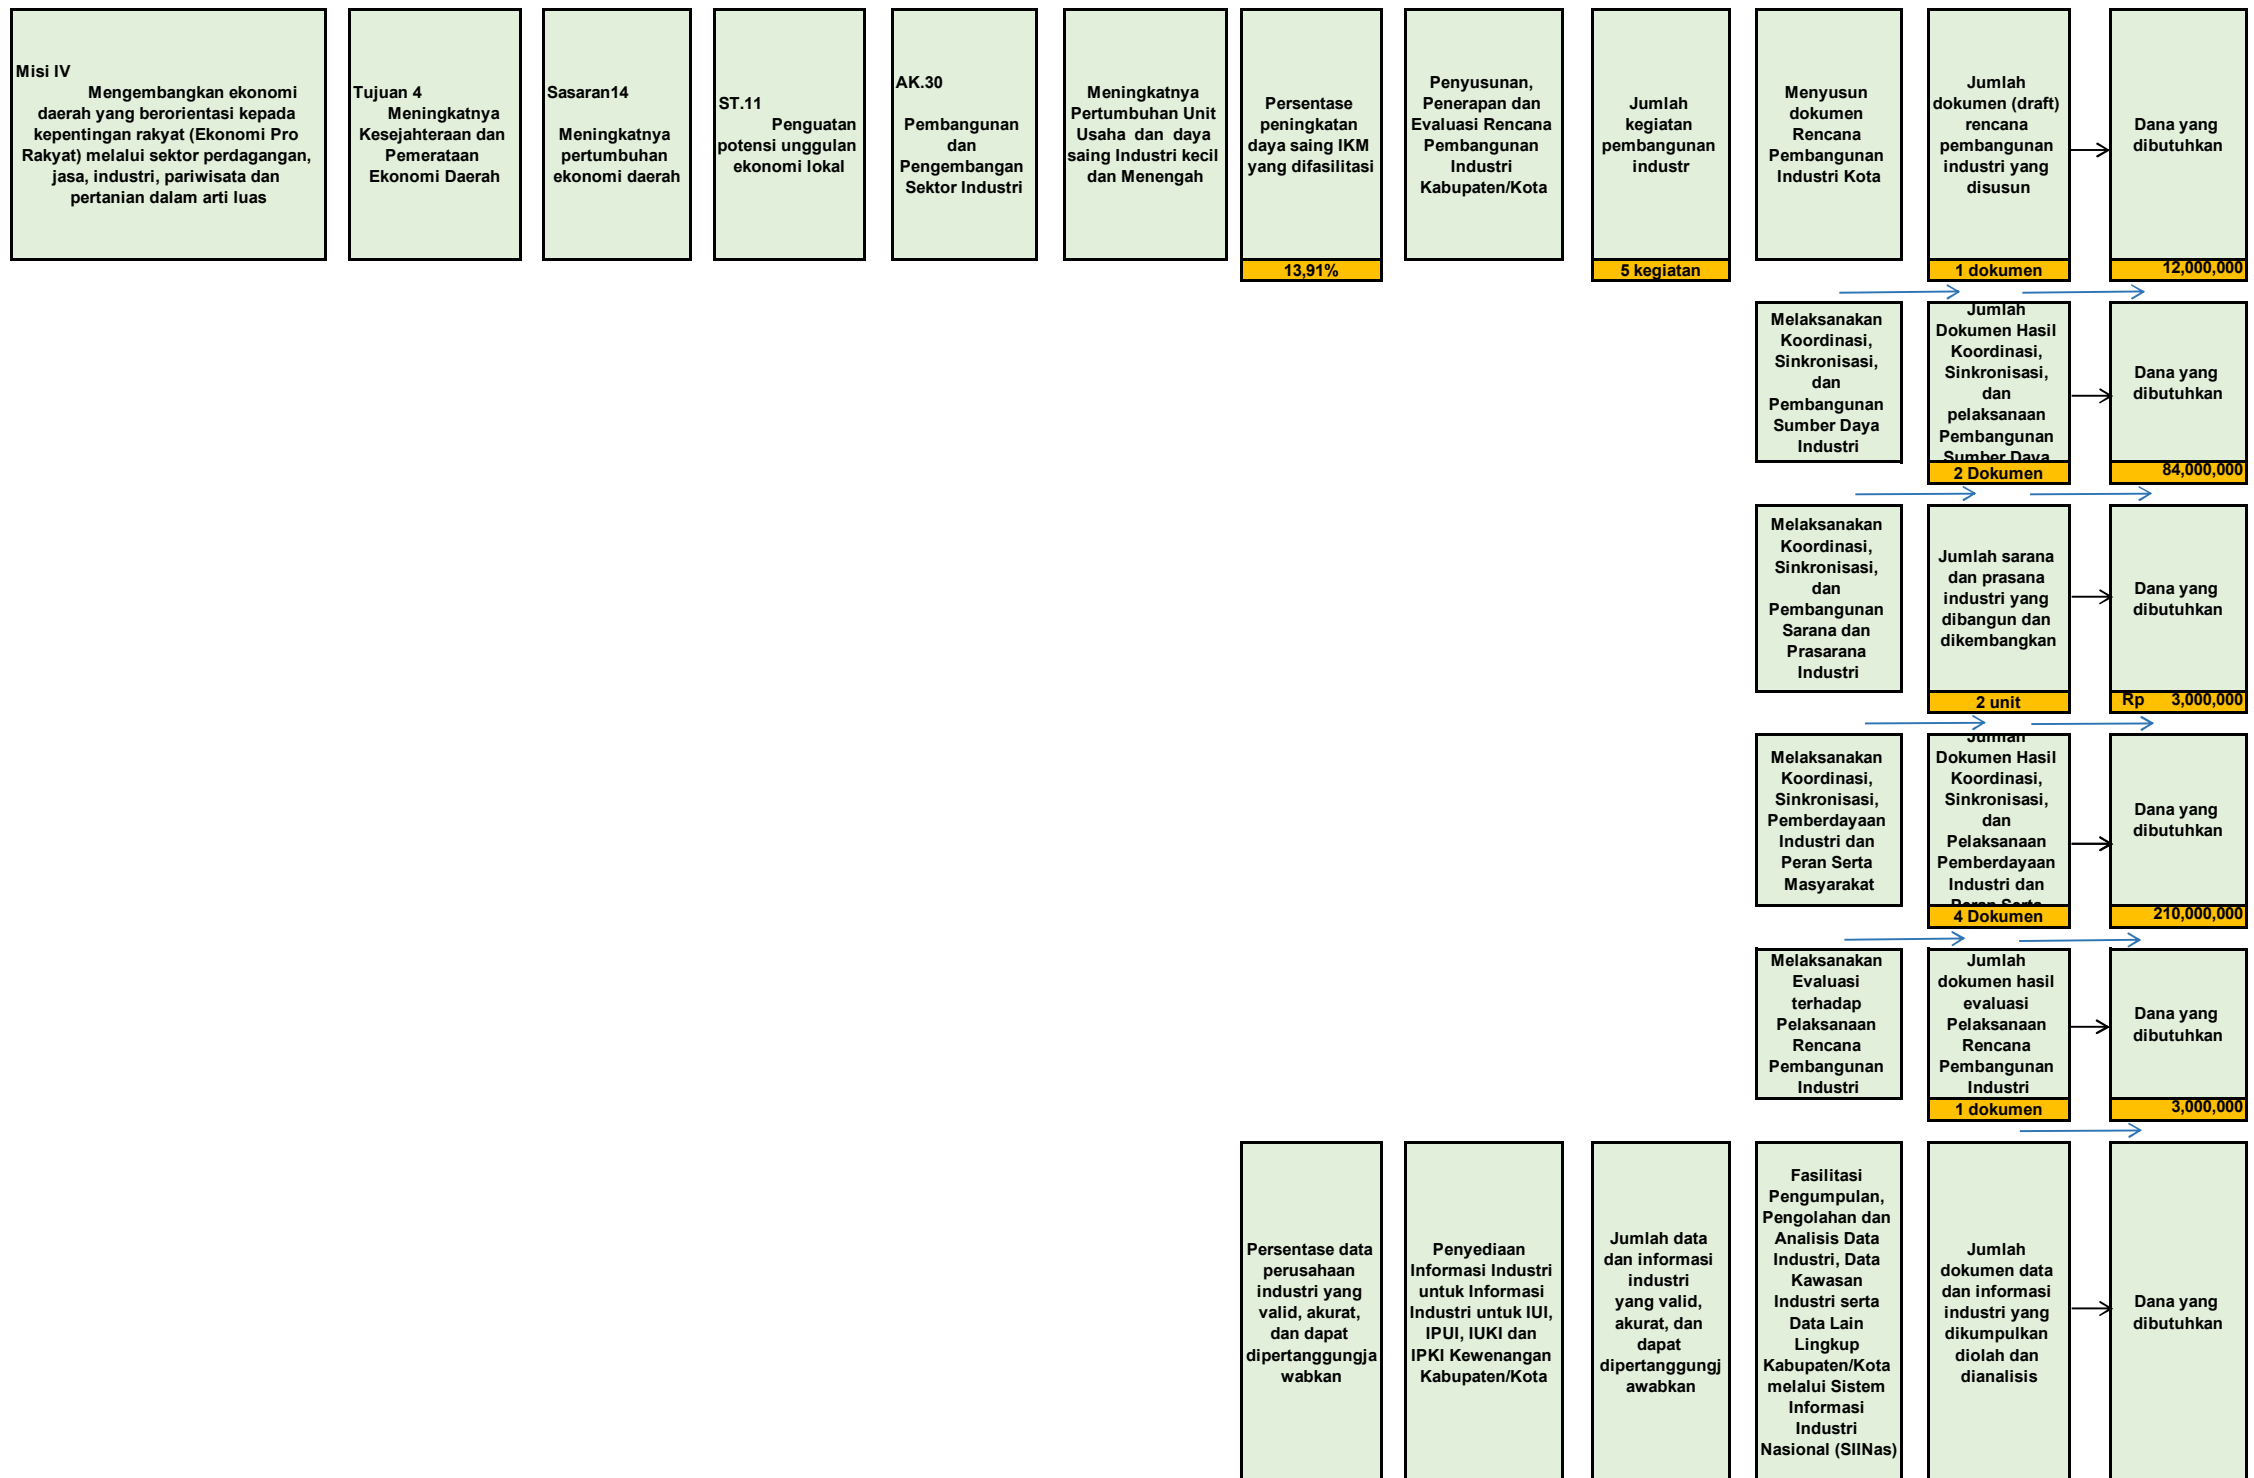 Misi IV
Mengembangkan ekonomi
daerah yang berorientasi kepada
kepentingan rakyat (Ekonomi Pro
Rakyat) melalui sektor perdagangan,
jasa, industri, pariwisata dan
pertanian dalam arti luas
Tujuan 4
Meningkatnya
Kesejahteraan dan
Pemerataan
Ekonomi Daerah
Sasaran14
Meningkatnya
pertumbuhan
ekonomi daerah
ST.11
Penguatan
potensi unggulan
ekonomi lokal
AK.30
Pembangunan
dan
Pengembangan
Sektor Industri
Meningkatnya
Pertumbuhan Unit
Usaha dan daya
saing Industri kecil
dan Menengah
Persentase
peningkatan
daya saing IKM
yang difasilitasi
13,91%
Penyusunan,
Penerapan dan
Evaluasi Rencana
Pembangunan
Industri
Kabupaten/Kota
Jumlah
kegiatan
pembangunan
industr
5 kegiatan
Menyusun
dokumen
Rencana
Pembangunan
Industri Kota
Jumlah
dokumen (draft)
rencana
pembangunan
industri yang
disusun
1 dokumen
Dana yang
dibutuhkan
12,000,000
Melaksanakan
Koordinasi,
Sinkronisasi,
dan
Pembangunan
Sumber Daya
Industri
Jumlah
Dokumen Hasil
Koordinasi,
Sinkronisasi,
dan
pelaksanaan
Pembangunan
Sumber Daya
2 Dokumen
Dana yang
dibutuhkan
84,000,000
Melaksanakan
Koordinasi,
Sinkronisasi,
dan
Pembangunan
Sarana dan
Prasarana
Industri
Jumlah sarana
dan prasana
industri yang
dibangun dan
dikembangkan
2 unit
Dana yang
dibutuhkan
Rp 3,000,000
Melaksanakan
Koordinasi,
Sinkronisasi,
Pemberdayaan
Industri dan
Peran Serta
Masyarakat
Jumlah
Dokumen Hasil
Koordinasi,
Sinkronisasi,
dan
Pelaksanaan
Pemberdayaan
Industri dan
Peran Serta
4 Dokumen
Dana yang
dibutuhkan
210,000,000
Melaksanakan
Evaluasi
terhadap
Pelaksanaan
Rencana
Pembangunan
Industri
Jumlah
dokumen hasil
evaluasi
Pelaksanaan
Rencana
Pembangunan
Industri
1 dokumen
Dana yang
dibutuhkan
3,000,000
Persentase data
perusahaan
industri yang
valid, akurat,
dan dapat
dipertanggungja
wabkan
Penyediaan
Informasi Industri
untuk Informasi
Industri untuk IUI,
IPUI, IUKI dan
IPKI Kewenangan
Kabupaten/Kota
Jumlah data
dan informasi
industri
yang valid,
akurat, dan
dapat
dipertanggungj
awabkan
Fasilitasi
Pengumpulan,
Pengolahan dan
Analisis Data
Industri, Data
Kawasan
Industri serta
Data Lain
Lingkup
Kabupaten/Kota
melalui Sistem
Informasi
Industri
Nasional (SIINas)
Jumlah
dokumen data
dan informasi
industri yang
dikumpulkan
diolah dan
dianalisis
Dana yang
dibutuhkan